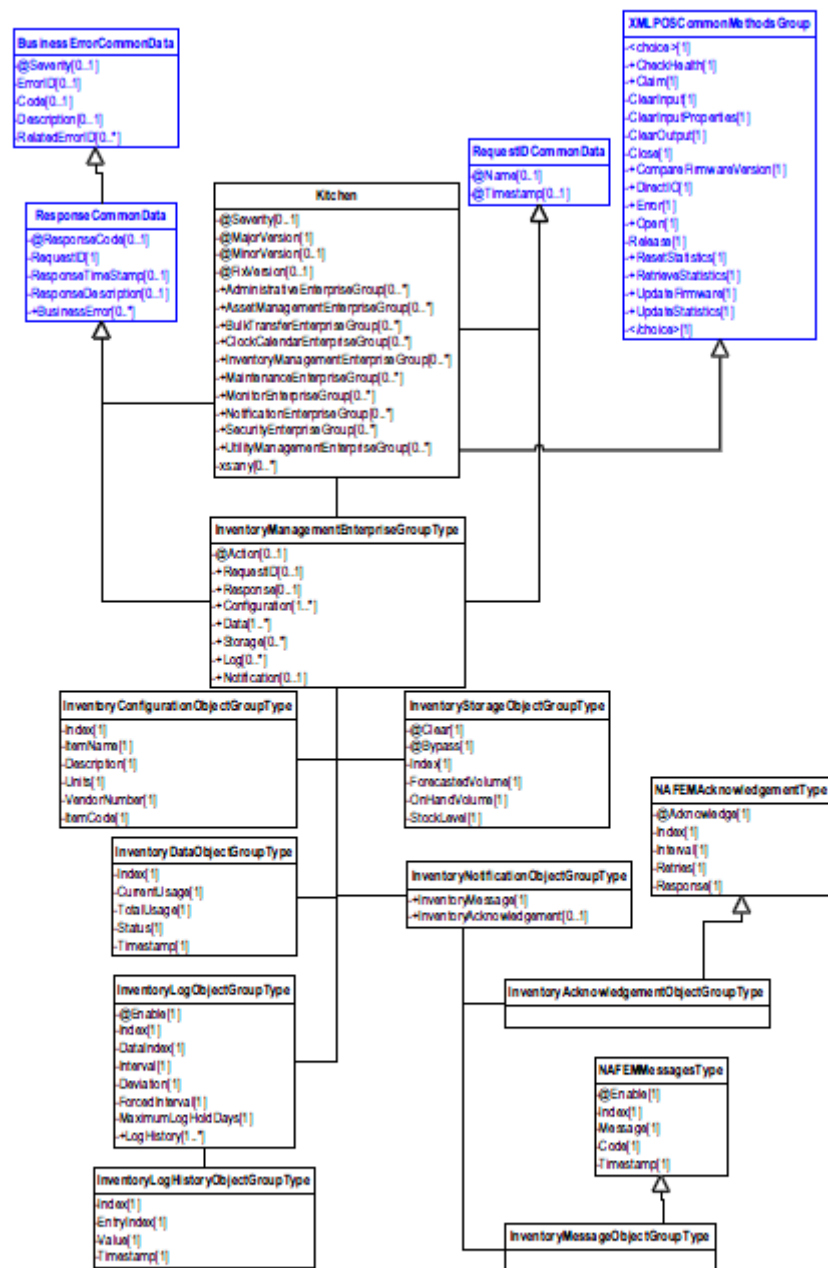 BusinessErrorCommonData
-@Severity[0..1]
-ErrorID[0..1]
-Code[0..1]
-Description[0..1]
-RelatedErrorID[0..*]
XMLPOSCommonMethodsGroup
-<choice>[1]
-+CheckHealth[1]
-+Claim[1]
-ClearInput[1]
-ClearInputProperties[1]
-ClearOutput[1]
-Close[1]
-+CompareFirmwareVersion[1]
-+DirectIO[1]
-+Error[1]
-+Open[1]
-Release[1]
-+ResetStatistics[1]
-+RetrieveStatistics[1]
-+UpdateFirmware[1]
-+UpdateStatistics[1]
-</choice>[1]
RequestIDCommonData
-@Name[0..1]
-@Timestamp[0..1]
ResponseCommonData
-@ResponseCode[0..1]
-RequestID[1]
-ResponseTimeStamp[0..1]
-ResponseDescription[0..1]
-+BusinessError[0..*]
Kitchen
-@Severity[0..1]
-@MajorVersion[1]
-@MinorVersion[0..1]
-@FixVersion[0..1]
-+AdministrativeEnterpriseGroup[0..*]
-+AssetManagementEnterpriseGroup[0..*]
-+BulkTransferEnterpriseGroup[0..*]
-+ClockCalendarEnterpriseGroup[0..*]
-+InventoryManagementEnterpriseGroup[0..*]
-+MaintenanceEnterpriseGroup[0..*]
-+MonitorEnterpriseGroup[0..*]
-+NotificationEnterpriseGroup[0..*]
-+SecurityEnterpriseGroup[0..*]
-+UtilityManagementEnterpriseGroup[0..*]
-xs:any[0..*]
InventoryManagementEnterpriseGroupType
-@Action[0..1]
-+RequestID[0..1]
-+Response[0..1]
-+Configuration[1..*]
-+Data[1..*]
-+Storage[0..*]
-+Log[0..*]
-+Notification[0..1]
InventoryConfigurationObjectGroupType
-Index[1]
-ItemName[1]
-Description[1]
-Units[1]
-VendorNumber[1]
-ItemCode[1]
InventoryStorageObjectGroupType
-@Clear[1]
-@Bypass[1]
-Index[1]
-ForecastedVolume[1]
-OnHandVolume[1]
-StockLevel[1]
NAFEMAcknowledgementType
-@Acknowledge[1]
-Index[1]
-Interval[1]
-Retries[1]
-Response[1]
InventoryDataObjectGroupType
-Index[1]
-CurrentUsage[1]
-TotalUsage[1]
-Status[1]
-Timestamp[1]
InventoryNotificationObjectGroupType
-+InventoryMessage[1]
-+InventoryAcknowledgement[0..1]
InventoryLogObjectGroupType
-@Enable[1]
-Index[1]
-DataIndex[1]
-Interval[1]
-Deviation[1]
-ForcedInterval[1]
-MaximumLogHoldDays[1]
-+LogHistory[1..*]
InventoryAcknowledgementObjectGroupType
NAFEMMessagesType
-@Enable[1]
-Index[1]
-Message[1]
-Code[1]
-Timestamp[1]
InventoryLogHistoryObjectGroupType
-Index[1]
-EntryIndex[1]
-Value[1]
-Timestamp[1]
InventoryMessageObjectGroupType